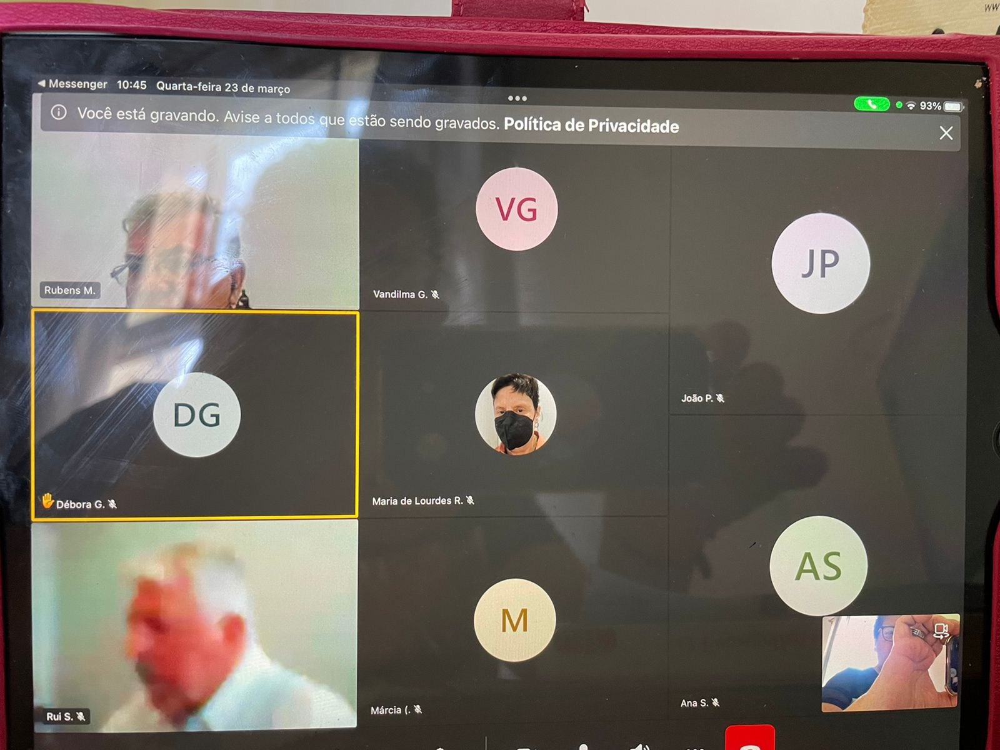 Messenger 10:45 Quarta-feira 23 de março
93%
Você está gravando. Avise a todos que estão sendo gravados. Política de Privacidade
VG
JP
Rubens M.
Vandilma G.
DG
João P.
Débora G.
Maria de Lourdes R.
M
AS
Rui S.
Márcia (.
Ana S.